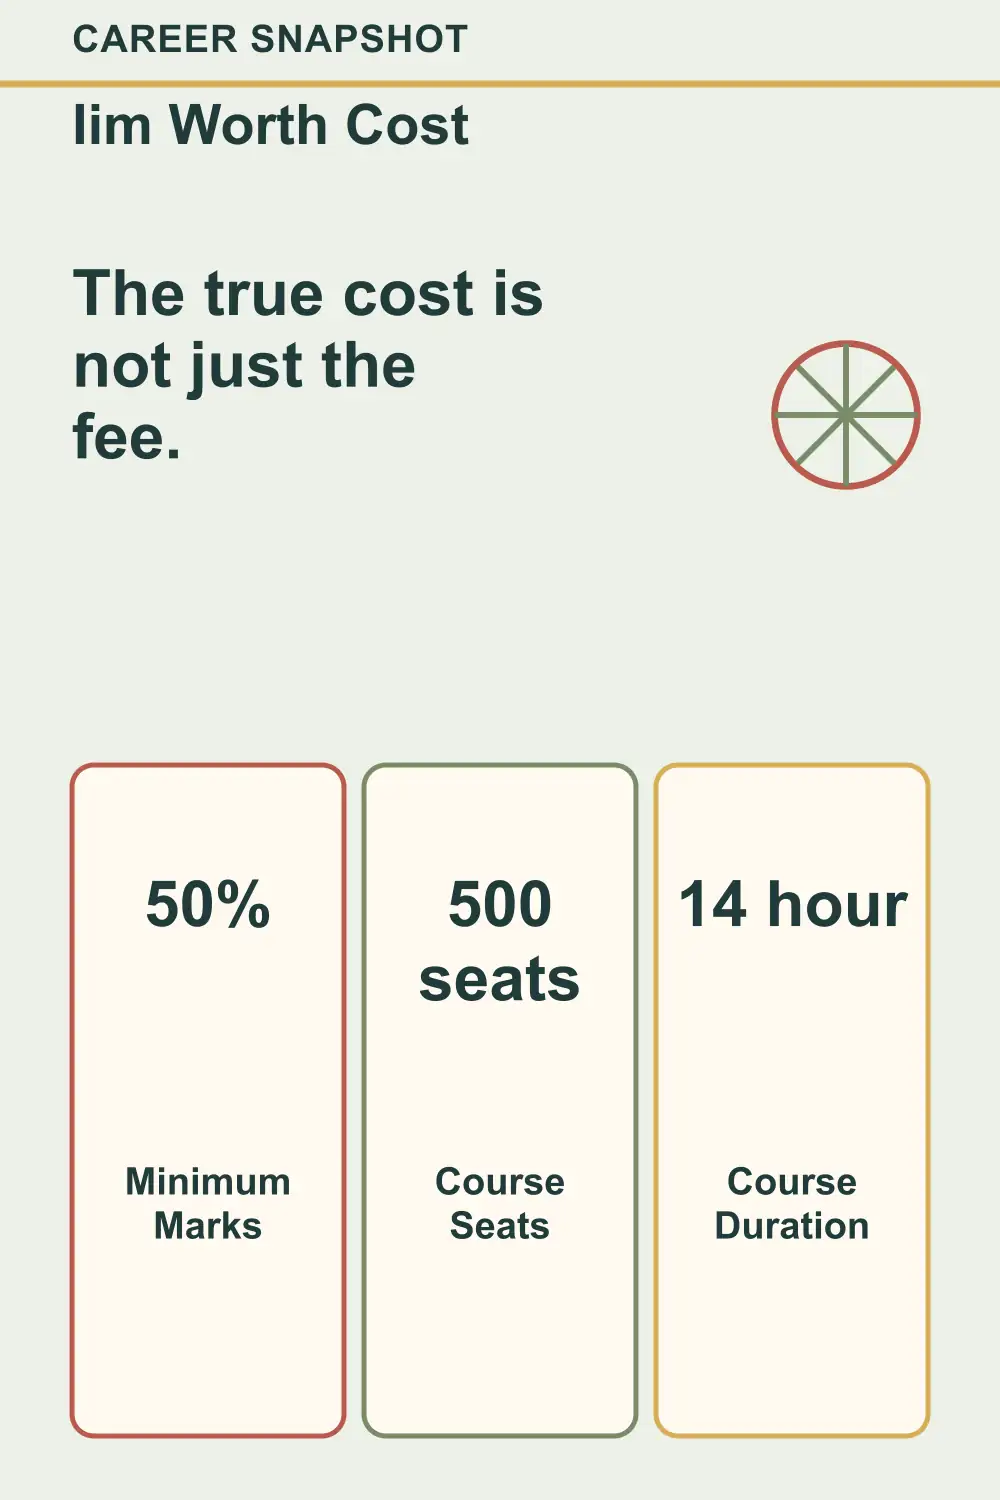 CAREER SNAPSHOT
Iim Worth Cost
The true cost is
not just the
fee.
50%
500
seats
14 hour
Minimum
Marks
Course
Seats
Course
Duration